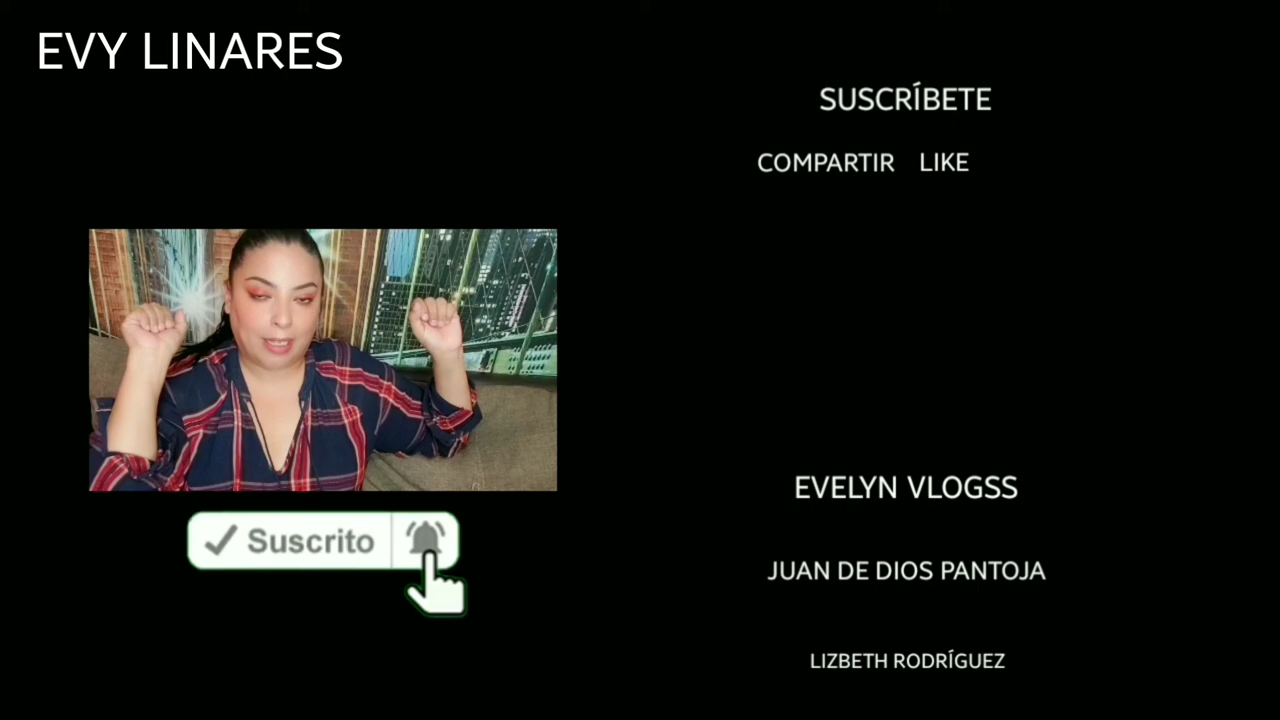 EVY LINARES
SUSCRÍBETE
COMPARTIR LIKE
Suscrito
EVELYN VLOGSS
JUAN DE DIOS PANTOJA
LIZBETH RODRÍGUEZ